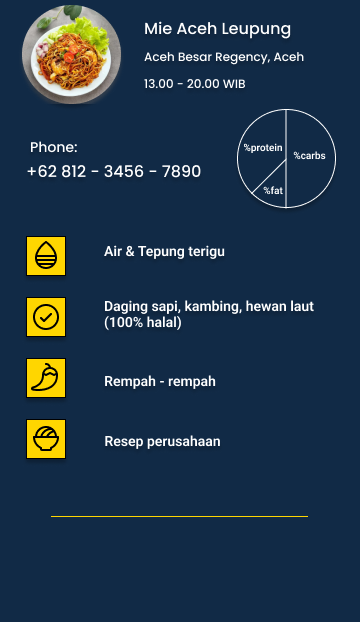 Mie Aceh Leupung
Aceh Besar Regency, Aceh
13.00 - 20.00 WIB
Phone:
+62 812 - 3456 - 7890
%protein
%carbs
%fat
Air & Tepung terigu
Daging sapi, kambing, hewan laut
(100% halal)
Rempah - rempah
Resep perusahaan